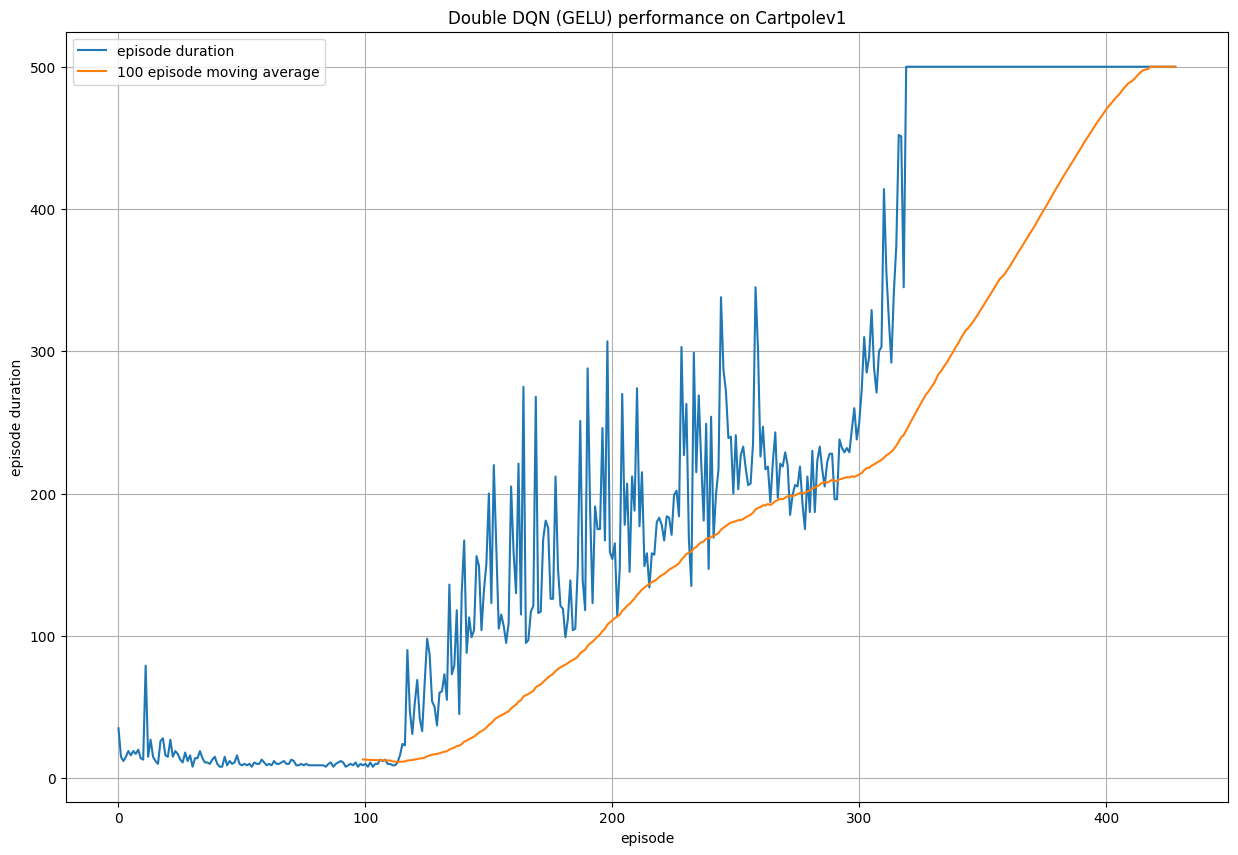 Double DQN (GELU) performance on Cartpolev1
episode duration
100 episode moving average
episode duration
500
400
300
200
100
0
0 100 200 300 400
episode